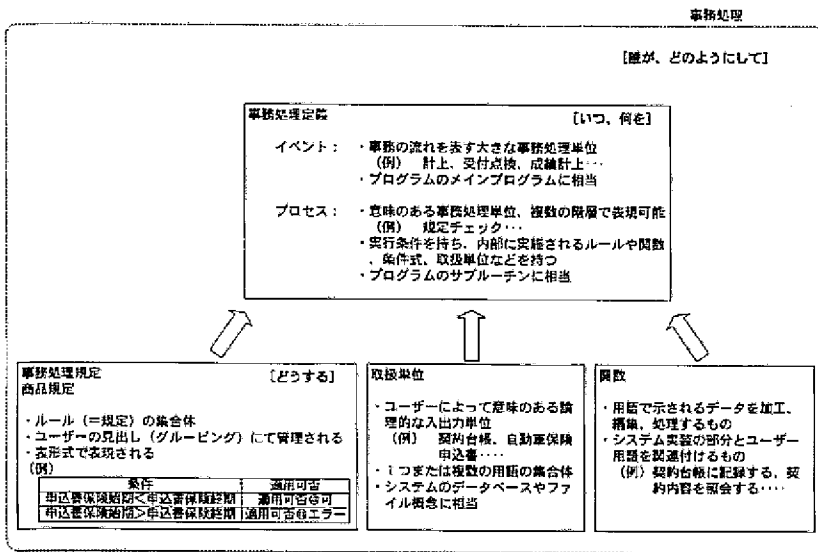 事務処理
[誰が、どのようにして]
事務処理定義 [いつ、何を]
イベント： ・事務の流れを表す大きな事務処理単位
（例） 計上、受付点検、成績計上・・・
・プログラムのメインプログラムに相当
プロセス： ・意味のある事務処理単位、複数の階層で表現可能
（例） 規定チェック・・・
・実行条件を持ち、内部に実施されるルールや関数
、条件式、取扱単位などを持つ
・プログラムのサブルーチンに相当
事務処理規定 [どうする]
商品規定
・ルール（＝規定）の集合体
・ユーザーの見出し（グルーピング）にて管理される
・表形式で表現される
（例）
条件 適用可否
申込書保険始期＜申込書保険終期 適用可否＠可
申込書保険始期＞申込書保険終期 適用可否＠エラー
取扱単位
・ユーザーによって意味のある論
理的な入出力単位
（例） 契約台帳、自動車保険
申込書・・・・
・１つまたは複数の用語の集合体
・システムのデータベースやファ
イル概念に相当
関数
・用語で示されるデータを加工、
編集、処理するもの
・システム実装の部分とユーザー
用語を関連付けるもの
（例）契約台帳に記録する、契
約内容を照会する・・・・